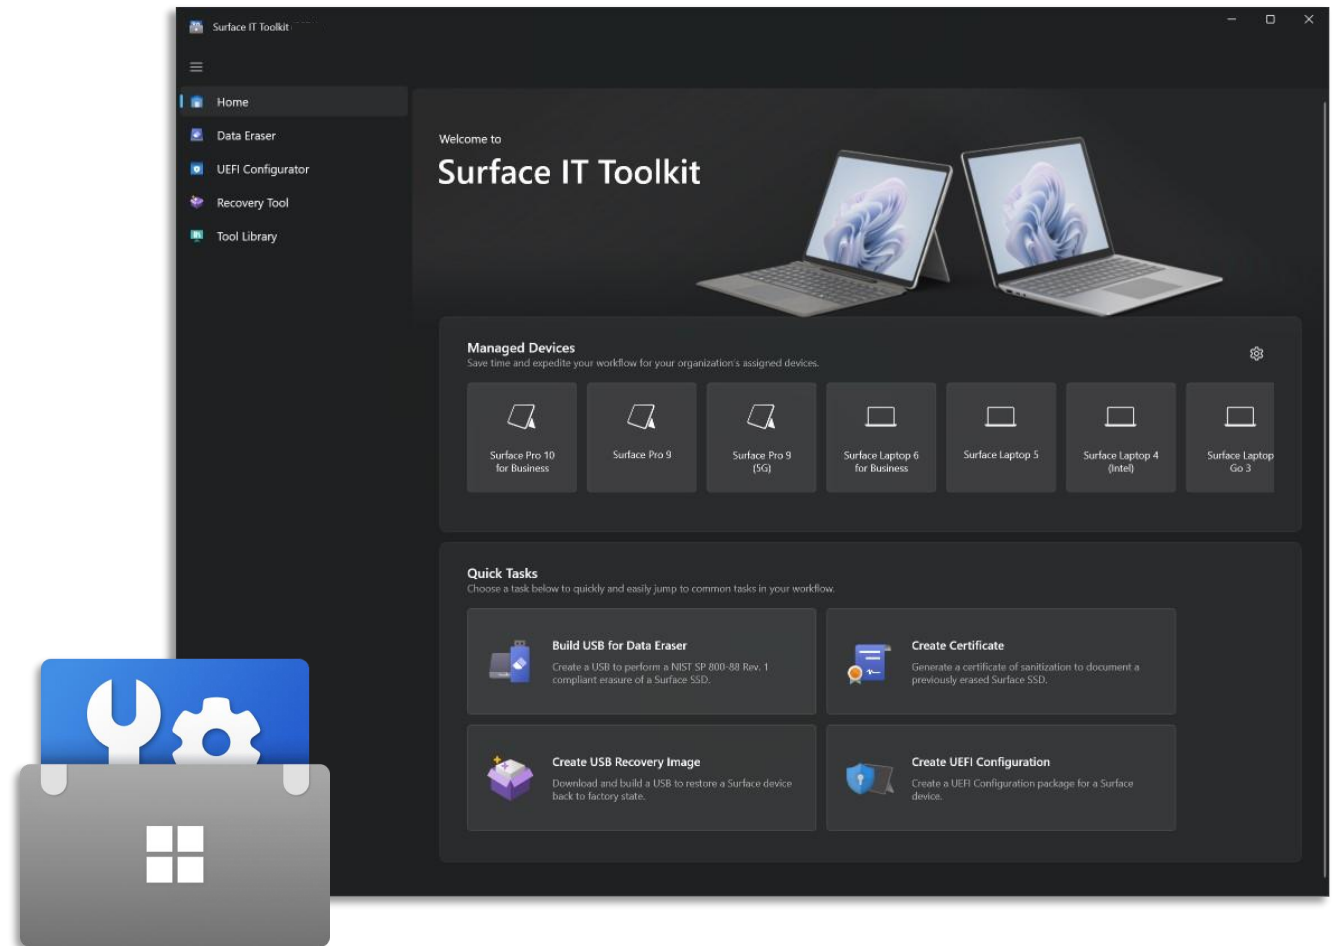 Surface IT Toolkit
Home
Data Eraser
UEFI Configurator
Recovery Tool
Tool Library
Welcome to
Surface IT Toolkit
Managed Devices
Save time and expedite your workflow for your organization's assigned devices.
Surface Pro 10
for Business
Surface Pro 9
Surface Pro 9
(5G)
Surface Laptop 6
for Business
Surface Laptop 5
Surface Laptop 4
(Intel)
Surface Laptop
Go 3
Quick Tasks
Choose a task below to quickly and easily jump to common tasks in your workflow.
Build USB for Data Eraser
Create a USB to perform a NIST SP 800-88 Rev. 1
compliant erasure of a Surface SSD.
Create Certificate
Generate a certificate of sanitization to document a
previously erased Surface SSD.
Create USB Recovery Image
Download and build a USB to restore a Surface device
back to factory state.
Create UEFI Configuration
Create a UEFI Configuration package for a Surface
device.